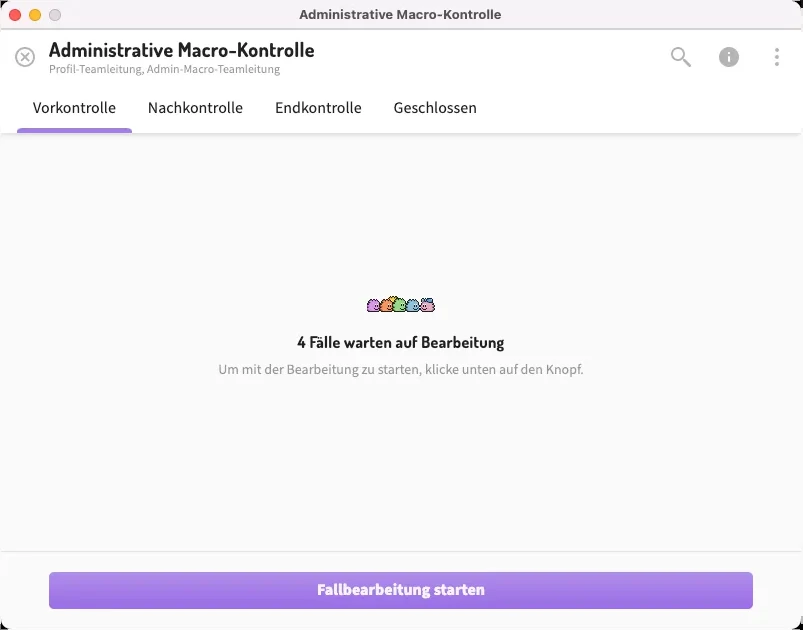 Administrative Macro-Kontrolle
Administrative Macro-Kontrolle
Profil-Teamleitung, Admin-Macro-Teamleitung
Vorkontrolle Nachkontrolle Endkontrolle Geschlossen
4 Fälle warten auf Bearbeitung
Um mit der Bearbeitung zu starten, klicke unten auf den Knopf.
Fallbearbeitung starten